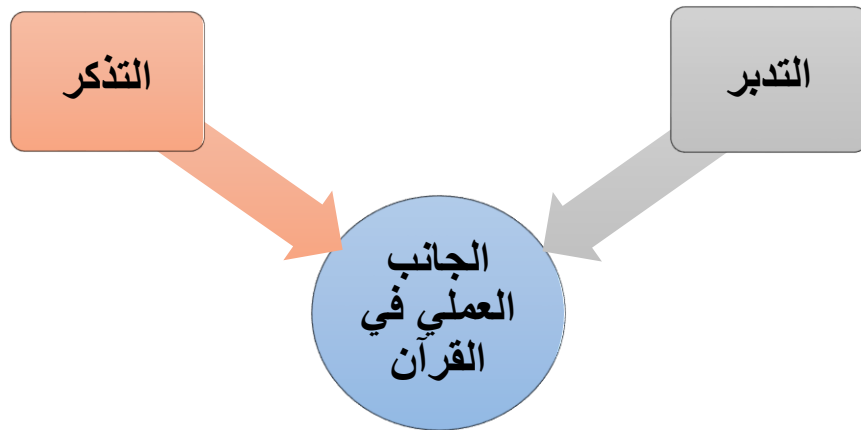 التدبر
التذكر
الجانب
العملي في
القرآن